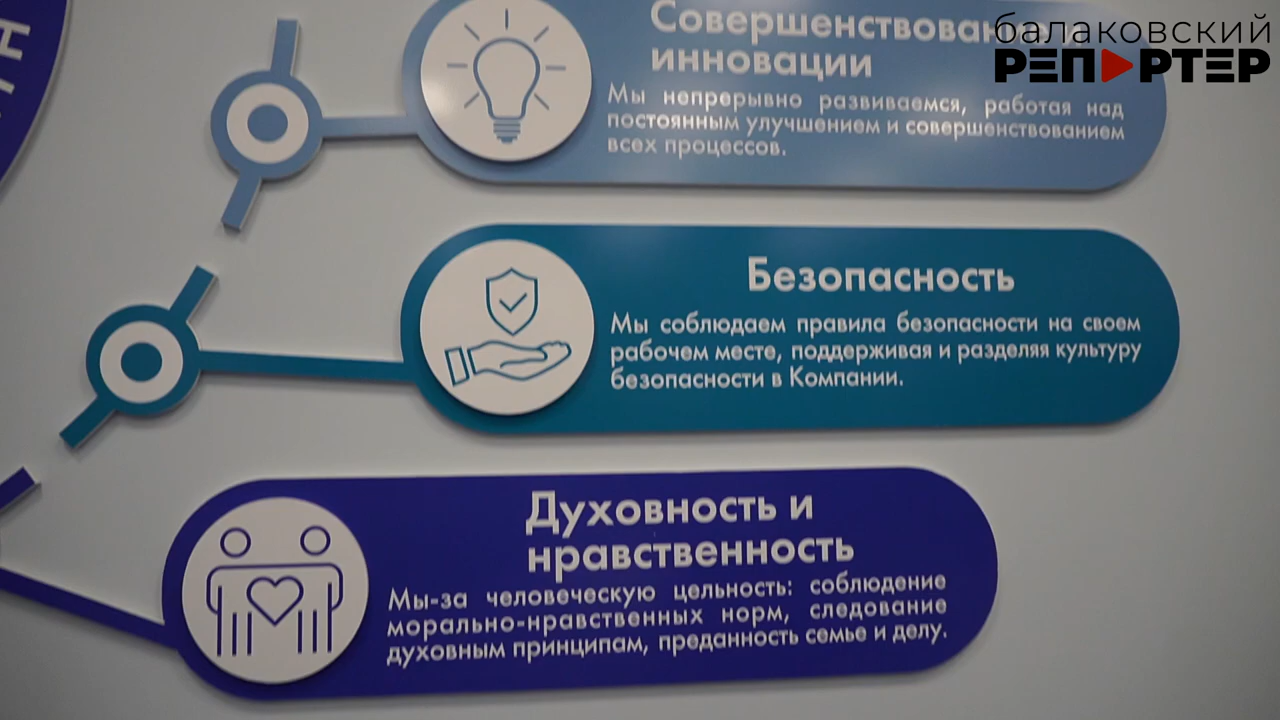 Совершенствование
инновации
Мы непрерывно развиваемся, работая над
постоянным улучшением и совершенствованием
всех процессов.
балаковский
РЕПОРТЕР
Безопасность
Мы соблюдаем правила безопасности на своем
рабочем месте, поддерживая и разделяя культуру
безопасности в Компании.
Духовность и
нравственность
Мы-за человеческую цельность: соблюдение
морально-нравственных норм, следование
духовным принципам, преданность семье и делу.